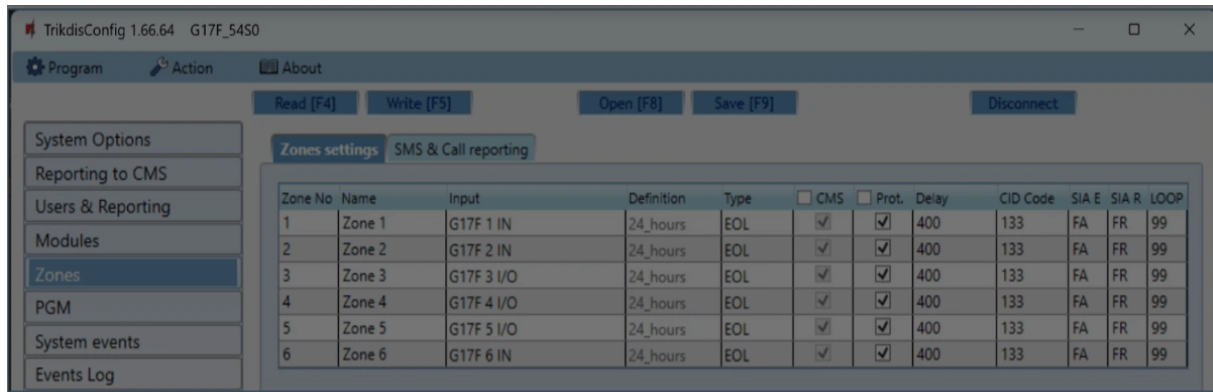 TrikdisConfig 1.66.64 G17F_54S0
Program Action About
Read [F4] Write [F5] Open [F8] Save [F9] Disconnect
System Options
Reporting to CMS
Users & Reporting
Modules
Zones
PGM
System events
Events Log
Zones settings SMS & Call reporting
Zone No Name Input Definition Type CMS Prot. Delay CID Code SIA E SIA R LOOP
1 Zone 1 G17F 1 IN 24_hours EOL 400 133 FA FR 99
2 Zone 2 G17F 2 IN 24_hours EOL 400 133 FA FR 99
3 Zone 3 G17F 3 I/O 24_hours EOL 400 133 FA FR 99
4 Zone 4 G17F 4 I/O 24_hours EOL 400 133 FA FR 99
5 Zone 5 G17F 5 I/O 24_hours EOL 400 133 FA FR 99
6 Zone 6 G17F 6 IN 24_hours EOL 400 133 FA FR 99